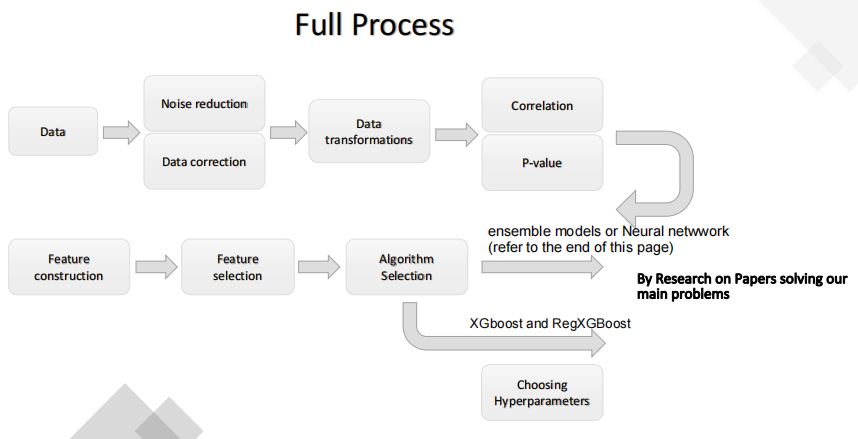 Full Process
Data
Noise reduction
Data correction
Data
transformations
Correlation
P-value
Feature
construction
Feature
selection
Algorithm
Selection
ensemble models or Neural netwwork
(refer to the end of this page)
By Research on Papers solving our
main problems
XGboost and RegXGBoost
Choosing
Hyperparameters